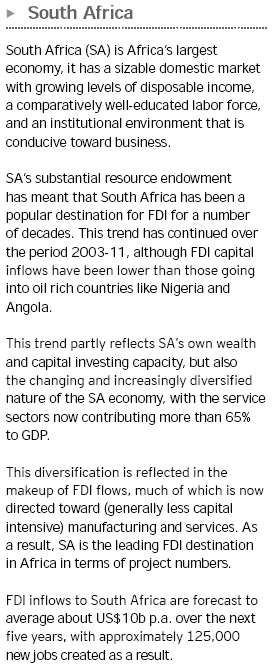 ► South Africa
South Africa (SA) is Africa's largest
economy, it has a sizable domestic market
with growing levels of disposable income,
a comparatively well-educated labor force,
and an institutional environment that is
conducive toward business.
SA's substantial resource endowment
has meant that South Africa has been a
popular destination for FDI for a number
of decades. This trend has continued over
the period 2003-11, although FDI capital
inflows have been lower than those going
into oil rich countries like Nigeria and
Angola.
This trend partly reflects SA's own wealth
and capital investing capacity, but also
the changing and increasingly diversified
nature of the SA economy, with the service
sectors now contributing more than 65%
to GDP.
This diversification is reflected in the
makeup of FDI flows, much of which is now
directed toward (generally less capital
intensive) manufacturing and services. As
a result, SA is the leading FDI destination
in Africa in terms of project numbers.
FDI inflows to South Africa are forecast to
average about US$10b p.a. over the next
five years, with approximately 125,000
new jobs created as a result.